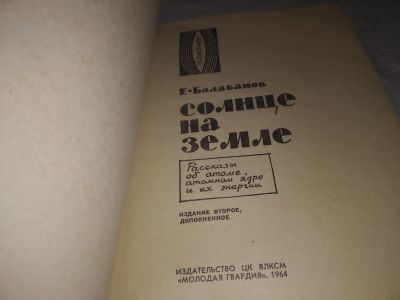 Е·Балабанов
солнце
на
земле
Рассказы
об атоме,
атомном ядре
и их энергии
ИЗДАНИЕ ВТОРОЕ,
ДОПОЛНЕННОЕ
ИЗДАТЕЛЬСТВО ЦК ВЛКСМ
«МОЛОДАЯ ГВАРДИЯ», 1964